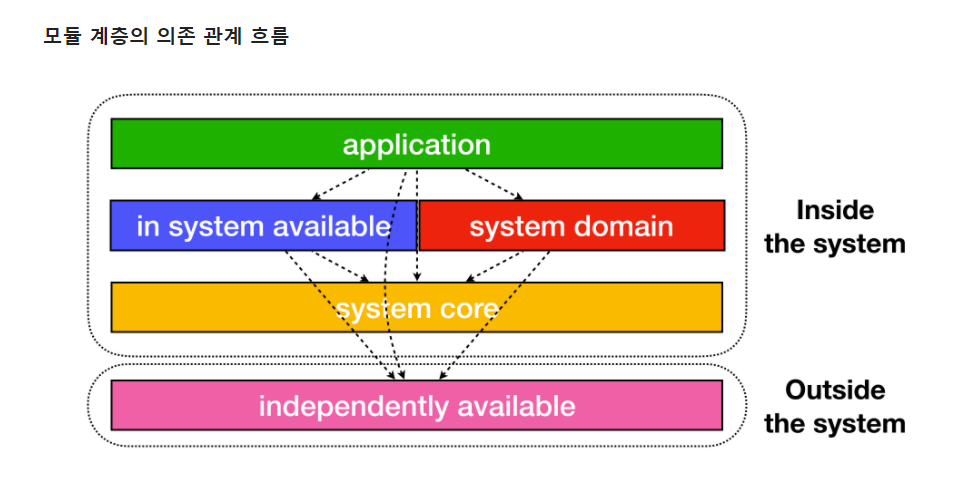 모듈 계층의 의존 관계 흐름
application
in system available
system domain
Inside
the system
system core
independently available
Outside
the system